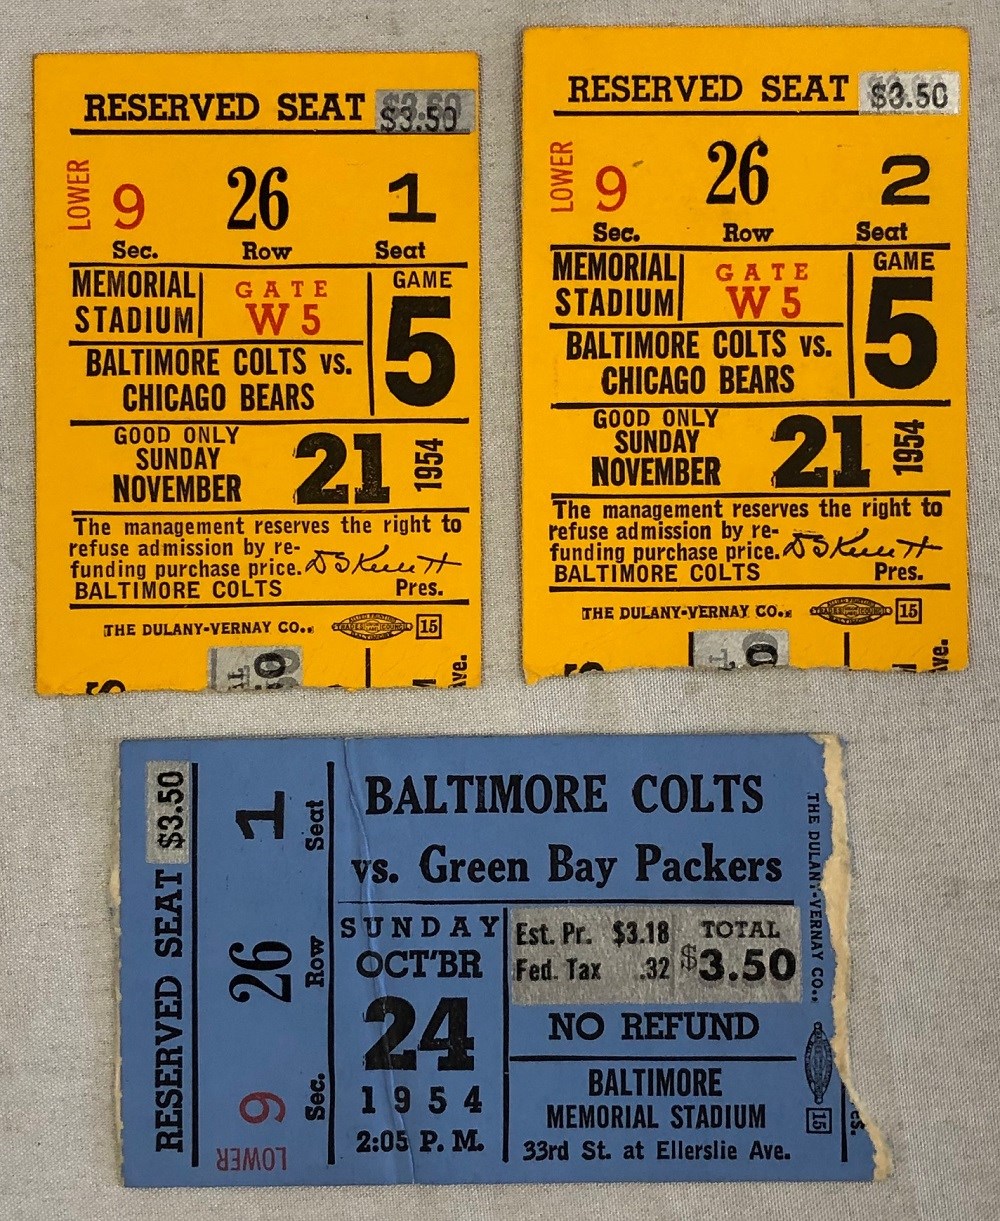 RESERVED SEAT $3.50
LOWER 9 26 1
Sec. Row Seat
MEMORIAL STADIUM
GATE
W 5
GAME
5
BALTIMORE COLTS vs.
CHICAGO BEARS
GOOD ONLY
SUNDAY
NOVEMBER
21
1954
The management reserves the right to
refuse admission by re-
funding purchase price.
BALTIMORE COLTS Pres.
THE DULANY-VERNAY CO.. 15
RESERVED SEAT $3.50
LOWER 9 26 2
Sec. Row Seat
MEMORIAL STADIUM
GATE
W 5
GAME
5
BALTIMORE COLTS vs.
CHICAGO BEARS
GOOD ONLY
SUNDAY
NOVEMBER
21
1954
The management reserves the right to
refuse admission by re-
funding purchase price.
BALTIMORE COLTS Pres.
THE DULANY-VERNAY CO.. 15
RESERVED SEAT $3.50
LOWER 9 26 1
Sec. Row Seat
BALTIMORE COLTS
vs. Green Bay Packers
SUNDAY
OCT'BR
24
1954
2:05 P. M.
Est. Pr. $3.18
Fed. Tax .32
TOTAL
$3.50
NO REFUND
BALTIMORE
MEMORIAL STADIUM
33rd St. at Ellerslie Ave.
THE DULANY-VERNAY CO.. 15